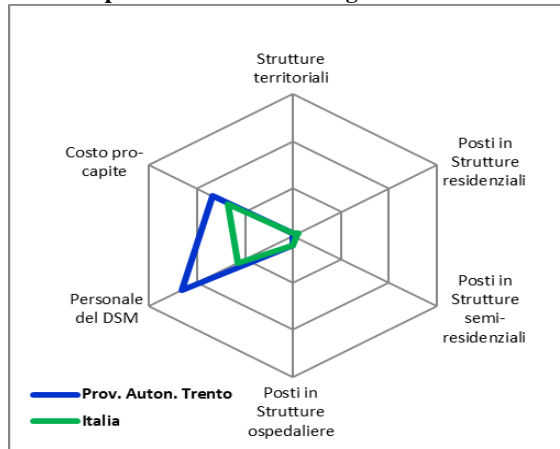 Strutture
territoriali
Costo pro-
capite
Posti in
Strutture
residenziali
Personale
del DSM
Posti in
Strutture
semi-
residenziali
Posti in
Strutture
ospedaliere
Prov. Auton. Trento
Italia